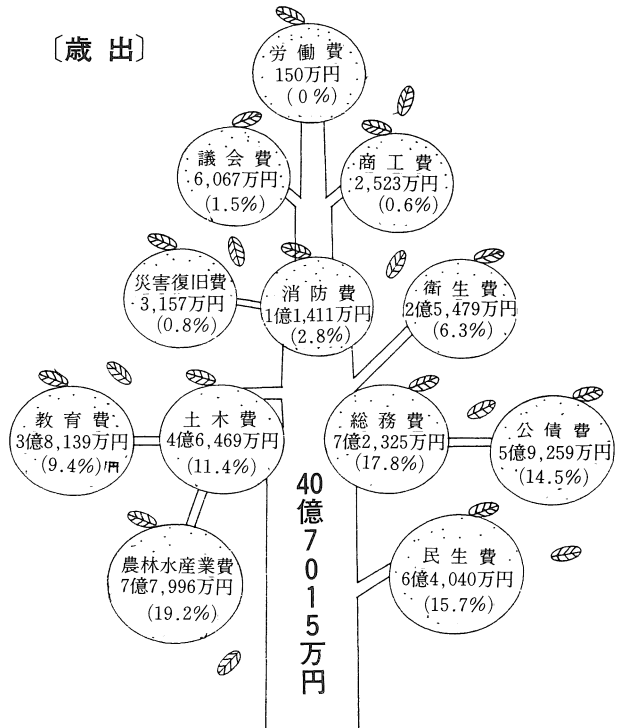 〔歳出〕
労働費
150万円
(0%)
議会費
6,067万円
(1.5%)
商工費
2,523万円
(0.6%)
災害復旧費
3,157万円
(0.8%)
消防費
1億1,411万円
(2.8%)
衛生費
2億5,479万円
(6.3%)
教育費
3億8,139万円
(9.4%)円
土木費
4億6,469万円
(11.4%)
総務費
7億2,325万円
(17.8%)
公債費
5億9,259万円
(14.5%)
農林水産業費
7億7,996万円
(19.2%)
民生費
6億4,040万円
(15.7%)
40億7015万円